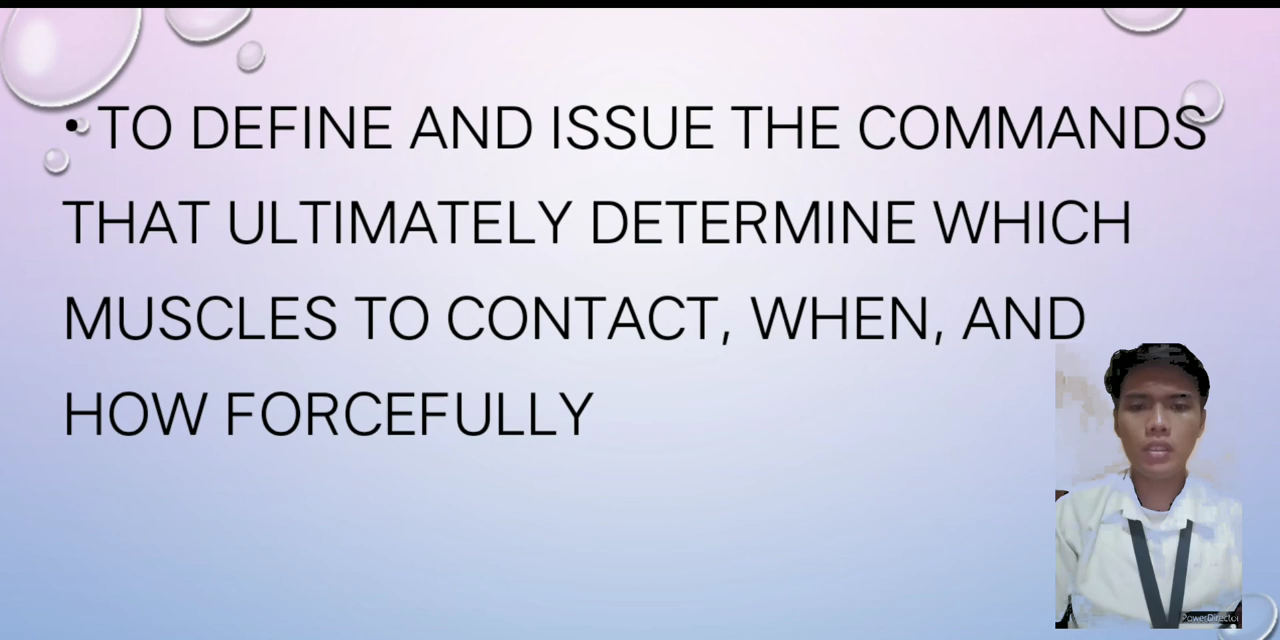 • TO DEFINE AND ISSUE THE COMMANDS
THAT ULTIMATELY DETERMINE WHICH
MUSCLES TO CONTACT, WHEN, AND
HOW FORCEFULLY
PowerDirector